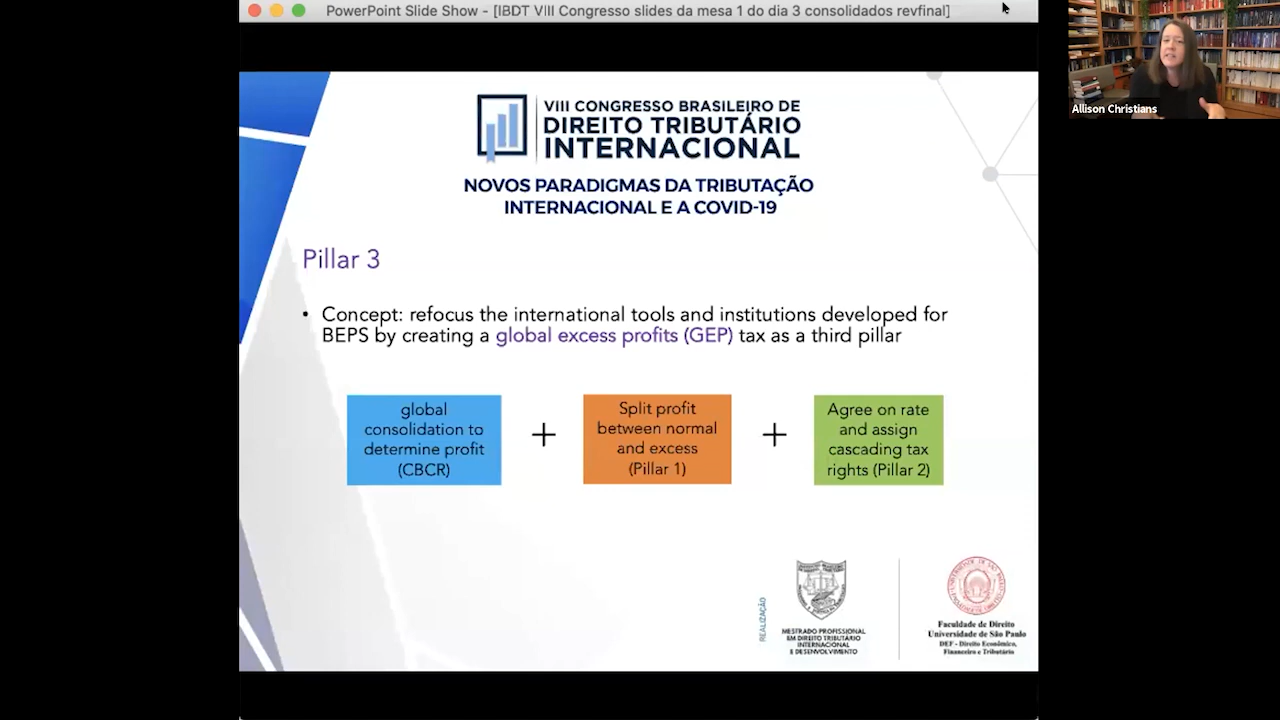 PowerPoint Slide Show - [IBDT VIII Congresso slides da mesa 1 do dia 3 consolidados revfinal]
Allison Christians
VIII CONGRESSO BRASILEIRO DE
DIREITO TRIBUTÁRIO
INTERNACIONAL
NOVOS PARADIGMAS DA TRIBUTAÇÃO
INTERNACIONAL E A COVID-19
Pillar 3
• Concept: refocus the international tools and institutions developed for
BEPS by creating a global excess profits (GEP) tax as a third pillar
global
consolidation to
determine profit
(CBCR)
+
Split profit
between normal
and excess
(Pillar 1)
+
Agree on rate
and assign
cascading tax
rights (Pillar 2)
REALIZAÇÃO
MESTRADO PROFISSIONAL
EM DIREITO TRIBUTÁRIO
INTERNACIONAL
E DESENVOLVIMENTO
Faculdade de Direito
Universidade de São Paulo
DEF - Direito Econômico,
Financeiro e Tributário